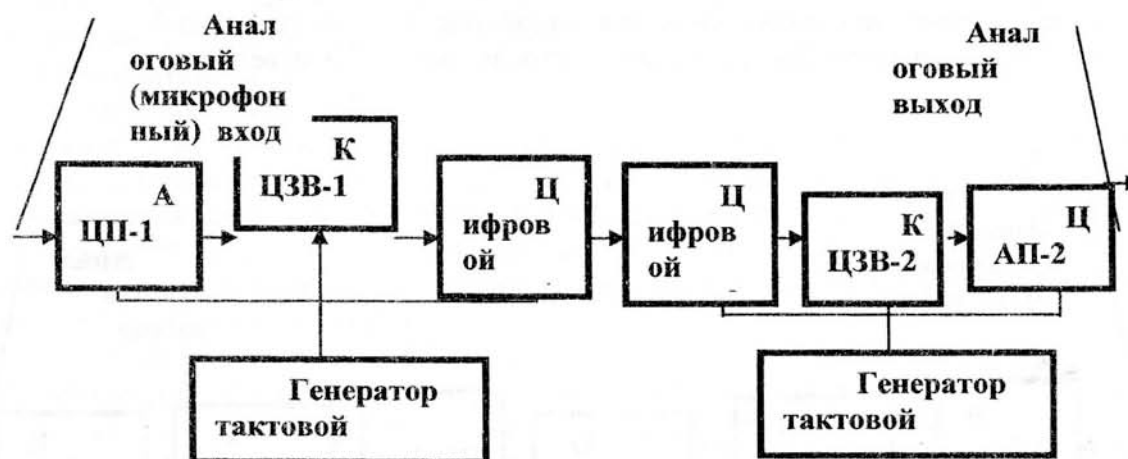 Анал
оговый
(микрофон
ный) вход
Анал
оговый
выход
А
ЦП-1
К
ЦЗВ-1
Ц
ифров
ой
Ц
ифров
ой
К
ЦЗВ-2
Ц
АП-2
Генератор
тактовой
Генератор
тактовой